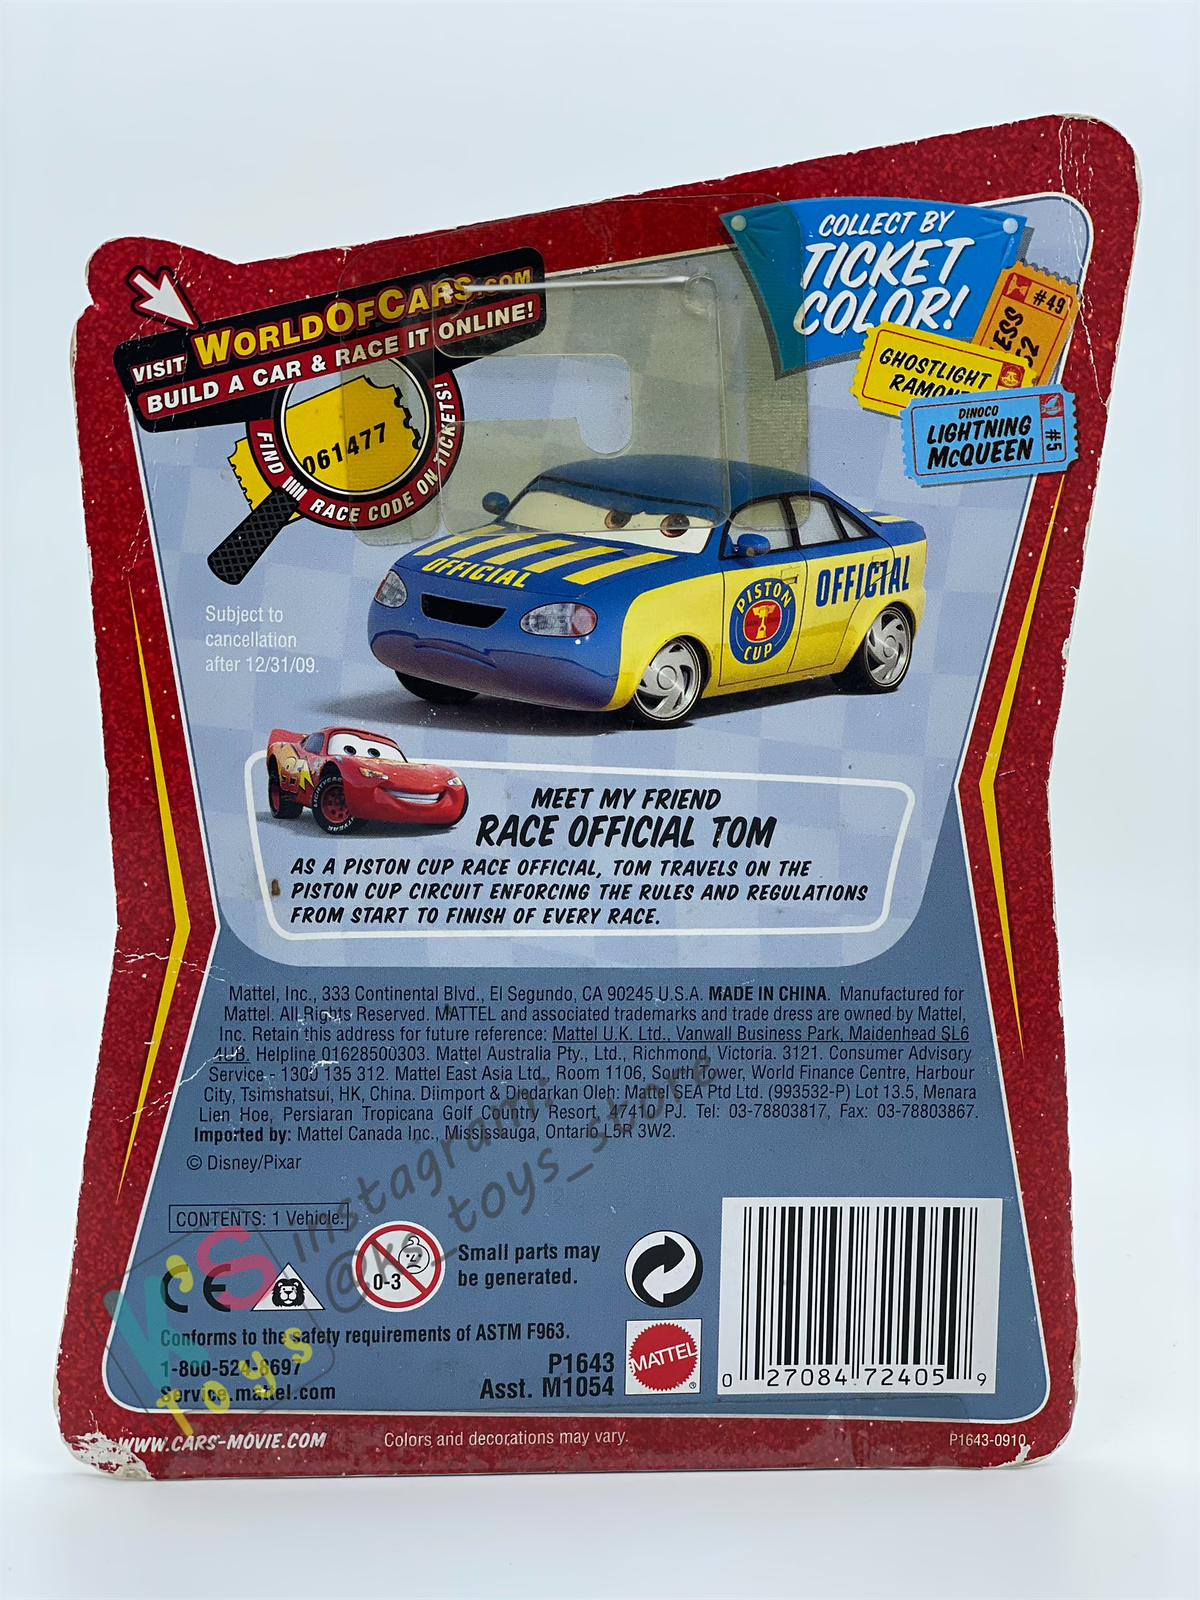 COLLECT BY
TICKET
COLOR!
#49
ESS
52
GHOSTLIGHT
RAMONE
DINOCO
LIGHTNING
McQUEEN
#5
VISIT WORLDOFCARS.COM
BUILD A CAR & RACE IT ONLINE!
061477
FIND RACE CODE ON TICKETS!
Subject to
cancellation
after 12/31/09.
OFFICIAL
OFFICIAL
PISTON
CUP
MEET MY FRIEND
RACE OFFICIAL TOM
AS A PISTON CUP RACE OFFICIAL, TOM TRAVELS ON THE
PISTON CUP CIRCUIT ENFORCING THE RULES AND REGULATIONS
FROM START TO FINISH OF EVERY RACE.
Mattel, Inc., 333 Continental Blvd., El Segundo, CA 90245 U.S.A. MADE IN CHINA. Manufactured for
Mattel. All Rights Reserved. MATTEL and associated trademarks and trade dress are owned by Mattel,
Inc. Retain this address for future reference: Mattel U.K. Ltd., Vanwall Business Park, Maidenhead SL6
4UB. Helpline 01628500303. Mattel Australia Pty., Ltd., Richmond, Victoria. 3121. Consumer Advisory
Service - 1300 135 312. Mattel East Asia Ltd., Room 1106, South Tower, World Finance Centre, Harbour
City, Tsimshatsui, HK, China. Diimport & Diedarkan Oleh: Mattel SEA Ptd Ltd. (993532-P) Lot 13.5, Menara
Lien Hoe, Persiaran Tropicana Golf Country Resort, 47410 PJ. Tel: 03-78803817, Fax: 03-78803867.
Imported by: Mattel Canada Inc., Mississauga, Ontario L5R 3W2.
© Disney/Pixar
CONTENTS: 1 Vehicle.
instagram:
@ks_toys_store
K's
Toys
CE
0-3
Small parts may
be generated.
Conforms to the safety requirements of ASTM F963.
1-800-524-8697
Service.mattel.com
P1643
Asst. M1054
MATTEL
®
0 27084 72405 9
WWW.CARS-MOVIE.COM
Colors and decorations may vary.
P1643-0910